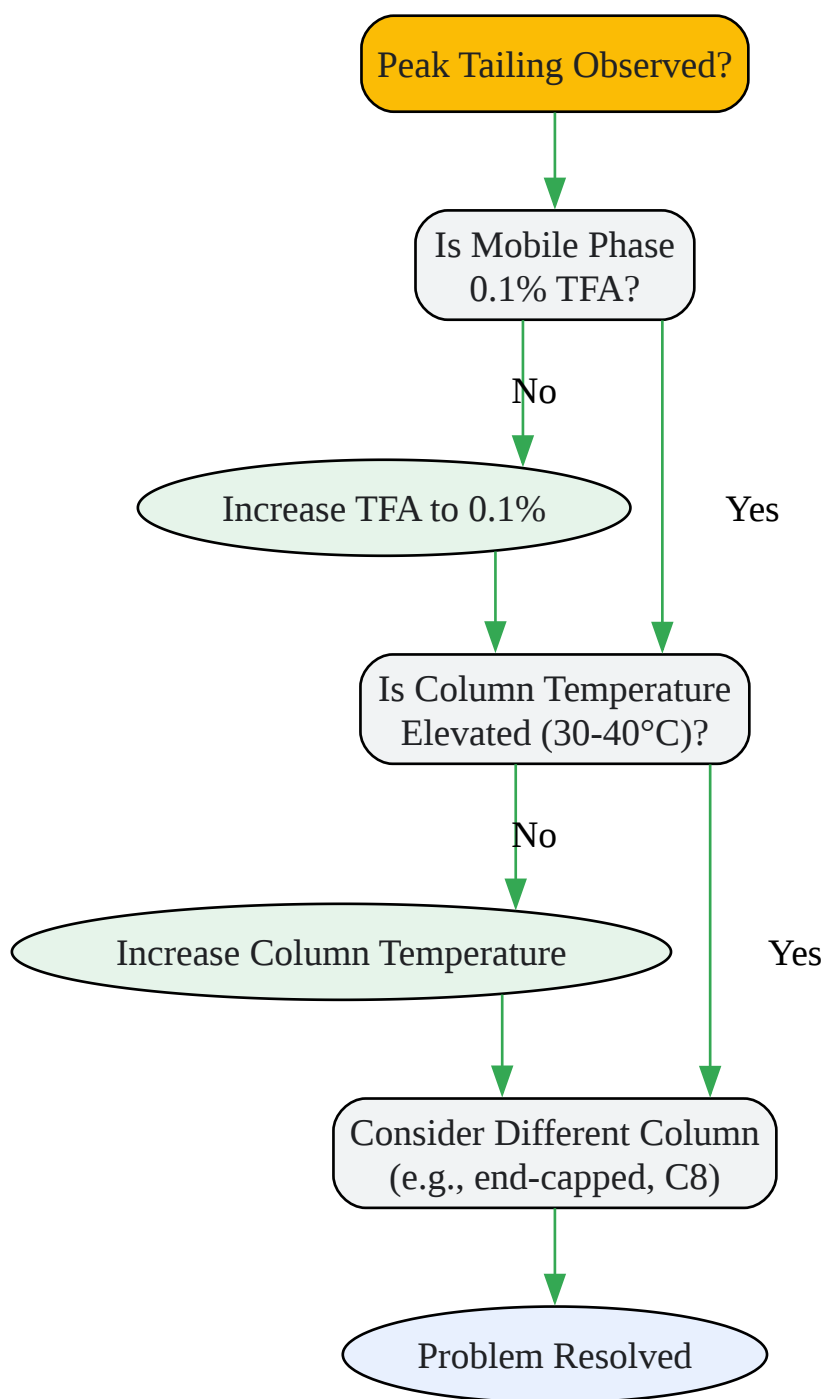 Peak Tailing Observed?
Is Mobile Phase
0.1% TFA?
No
Increase TFA to 0.1%
Yes
Is Column Temperature
Elevated (30-40°C)?
No
Increase Column Temperature
Yes
Consider Different Column
(e.g., end-capped, C8)
Problem Resolved